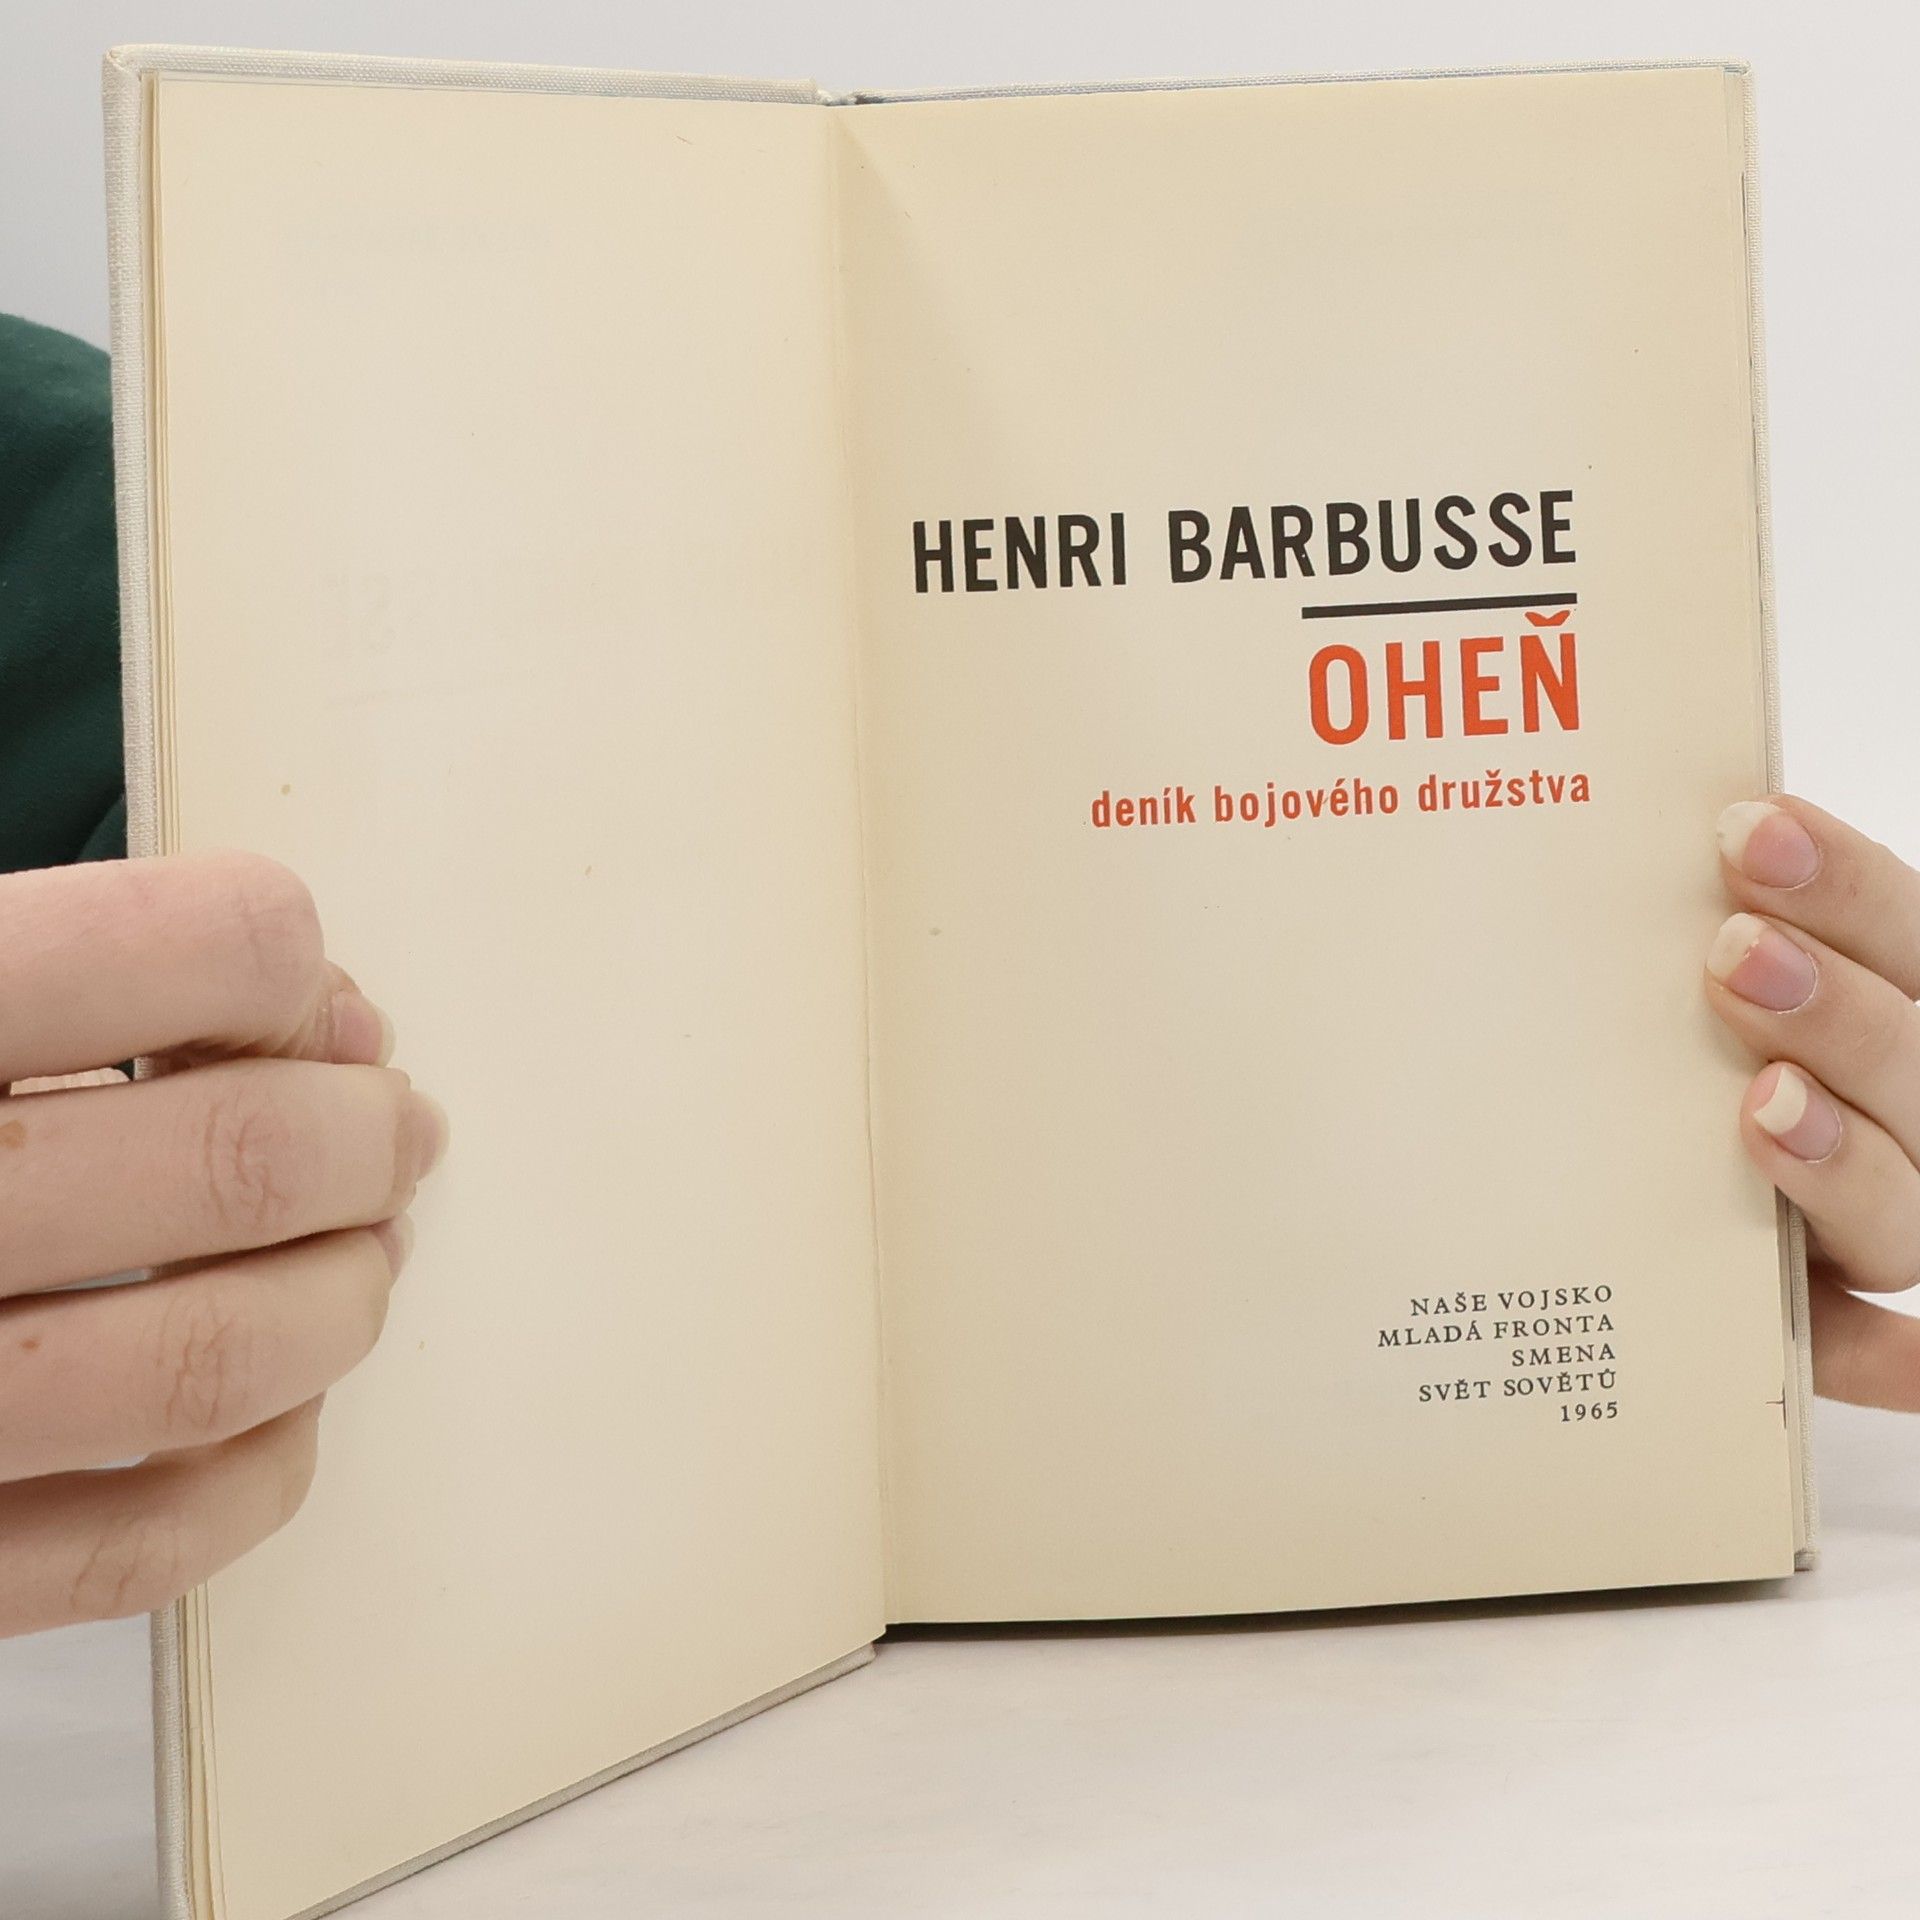 HENRI BARBUSSE
OHEŇ
deník bojového družstva
NAŠE VOJSKO
MLADÁ FRONTA
SMENA
SVĚT SOVĚTŮ
1965